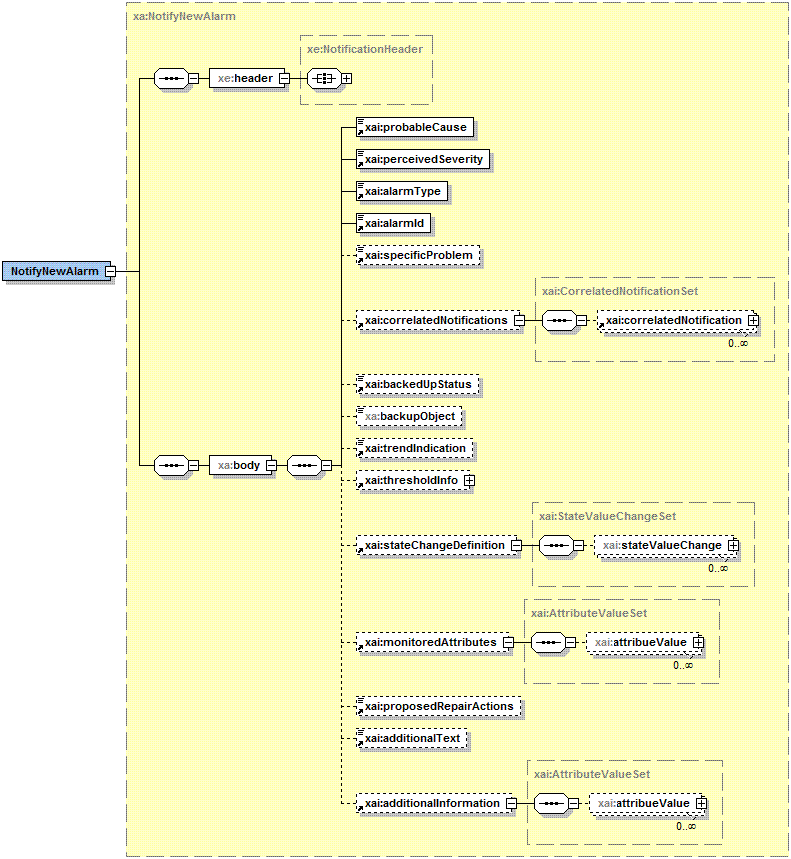 xa:NotifyNewAlarm
xe:NotificationHeader
xe:header
xai:probableCause
xai:perceivedSeverity
xai:alarmType
xai:alarmId
xai:specificProblem
NotifyNewAlarm
xai:CorrelatedNotificationSet
xai:correlatedNotifications
xai:correlatedNotification
0..∞
xai:backedUpStatus
xa:backupObject
xai:trendIndication
xa:body
xai:thresholdInfo
xai:StateValueChangeSet
xai:stateChangeDefinition
xai:stateValueChange
0..∞
xai:AttributeValueSet
xai:monitoredAttributes
xai:attribueValue
0..∞
xai:proposedRepairActions
xai:additionalText
xai:AttributeValueSet
xai:additionalInformation
xai:attribueValue
0..∞